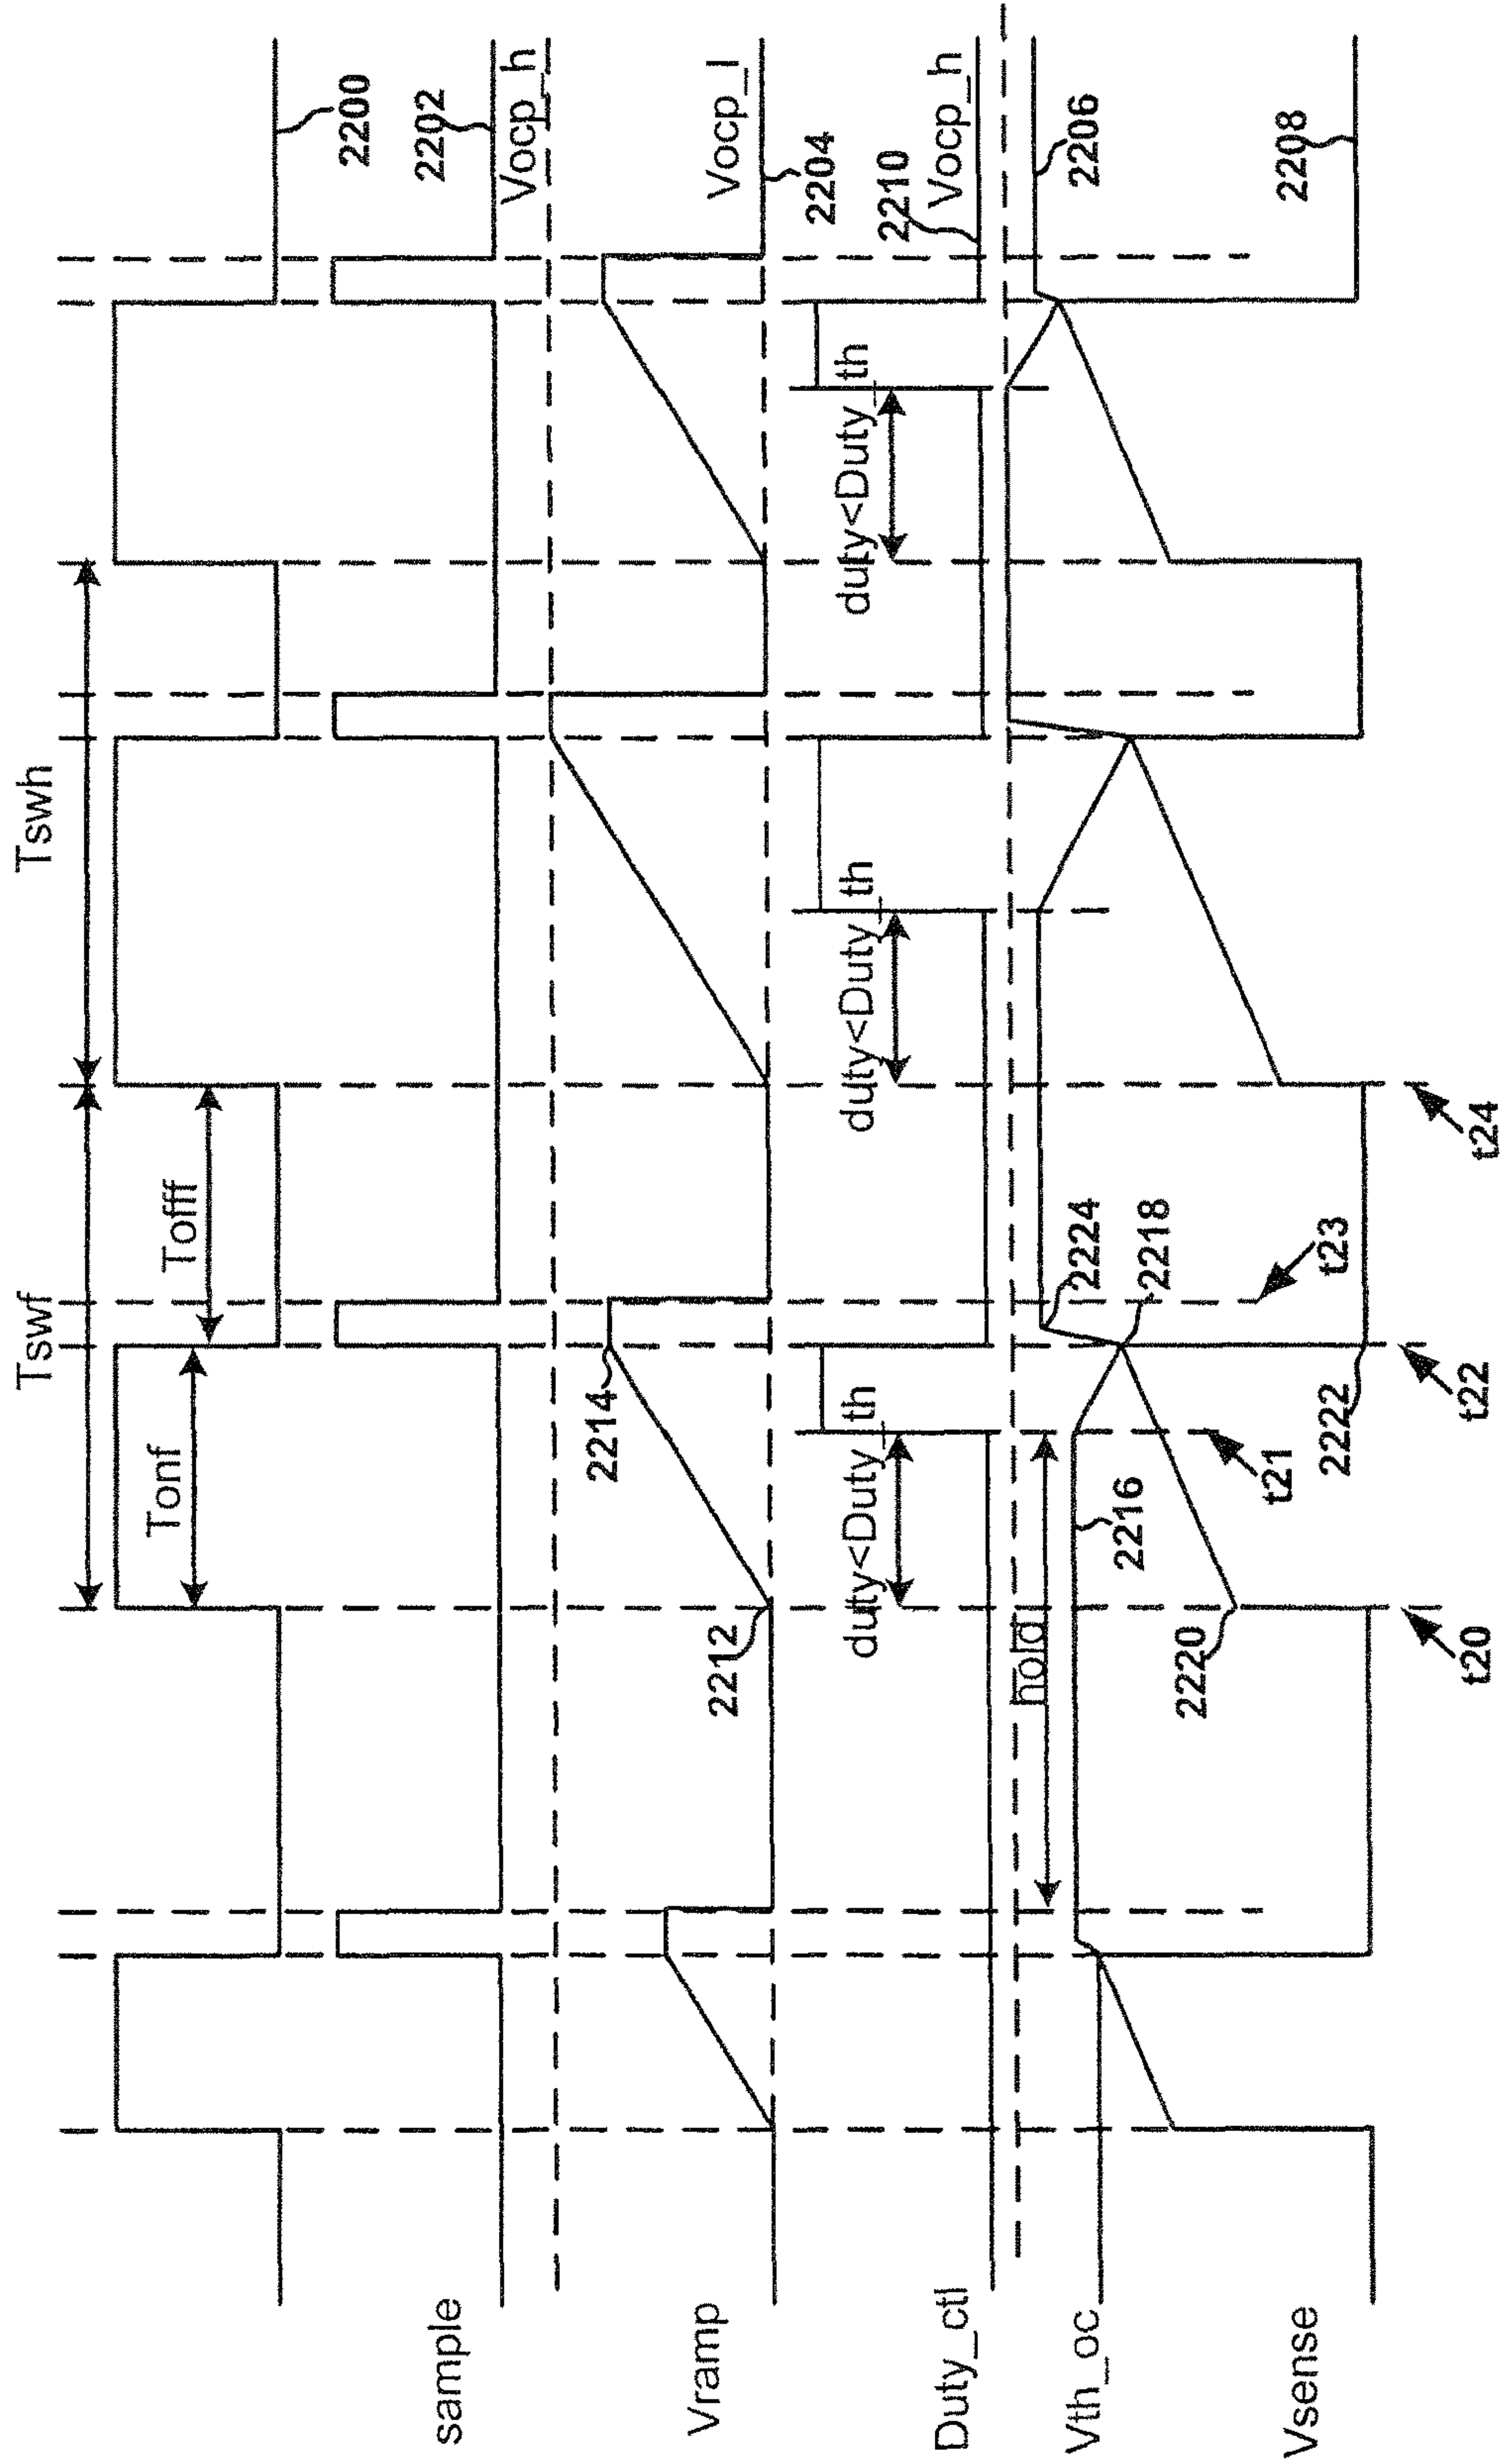 Tswf
Tswh
Tonf
Tofff
2200
sample
2202
Vocp_h
Vramp
2212
2214
Vocp_l
2204
duty<Duty_th
duty<Duty_th
duty<Duty_th
2210
Duty_ctl
Vocp_h
hold
Vth_oc
2216
2224
2218
2206
Vsense
2220
2222
2208
t20
t21
t22
t23
t24